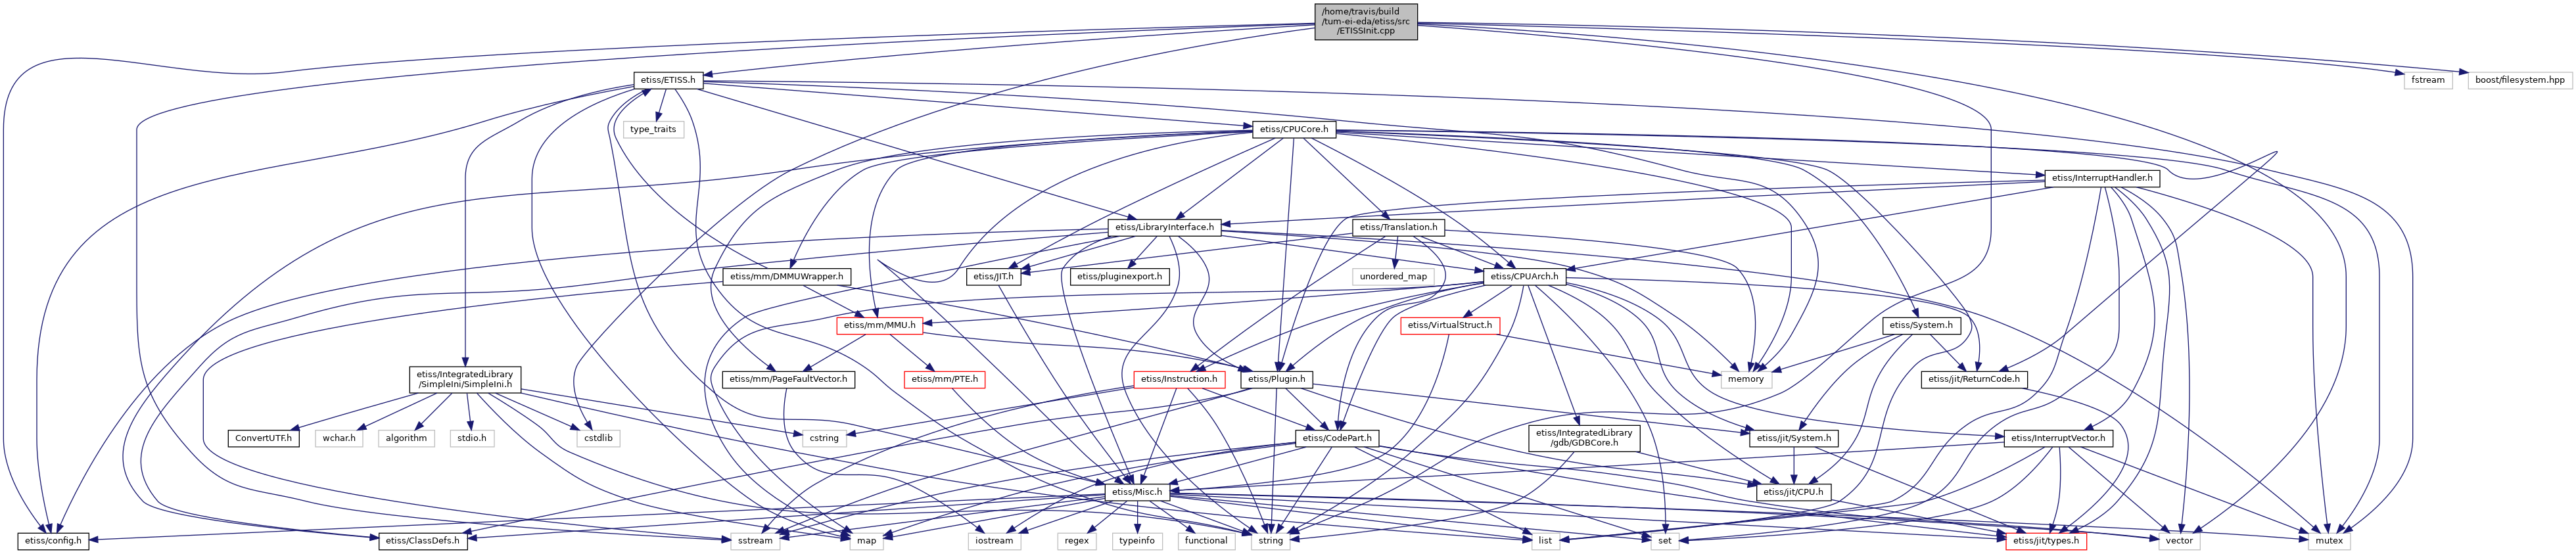 /home/travis/build
/tum-ei-eda/etiss/src
/ETISSInit.cpp
etiss/ETISS.h
fstream
boost/filesystem.hpp
type_traits
etiss/CPUCore.h
etiss/InterruptHandler.h
etiss/LibraryInterface.h
etiss/Translation.h
etiss/mm/DMMUWrapper.h
etiss/JIT.h
etiss/pluginexport.h
unordered_map
etiss/CPUArch.h
etiss/mm/MMU.h
etiss/VirtualStruct.h
etiss/System.h
etiss/IntegratedLibrary
/SimpleIni/SimpleIni.h
etiss/mm/PageFaultVector.h
etiss/mm/PTE.h
etiss/Instruction.h
etiss/Plugin.h
memory
etiss/jit/ReturnCode.h
ConvertUTF.h
wchar.h
algorithm
stdio.h
cstdlib
cstring
etiss/CodePart.h
etiss/IntegratedLibrary
/gdb/GDBCore.h
etiss/jit/System.h
etiss/InterruptVector.h
etiss/Misc.h
etiss/jit/CPU.h
etiss/config.h
etiss/ClassDefs.h
sstream
map
iostream
regex
typeinfo
functional
string
list
set
etiss/jit/types.h
vector
mutex